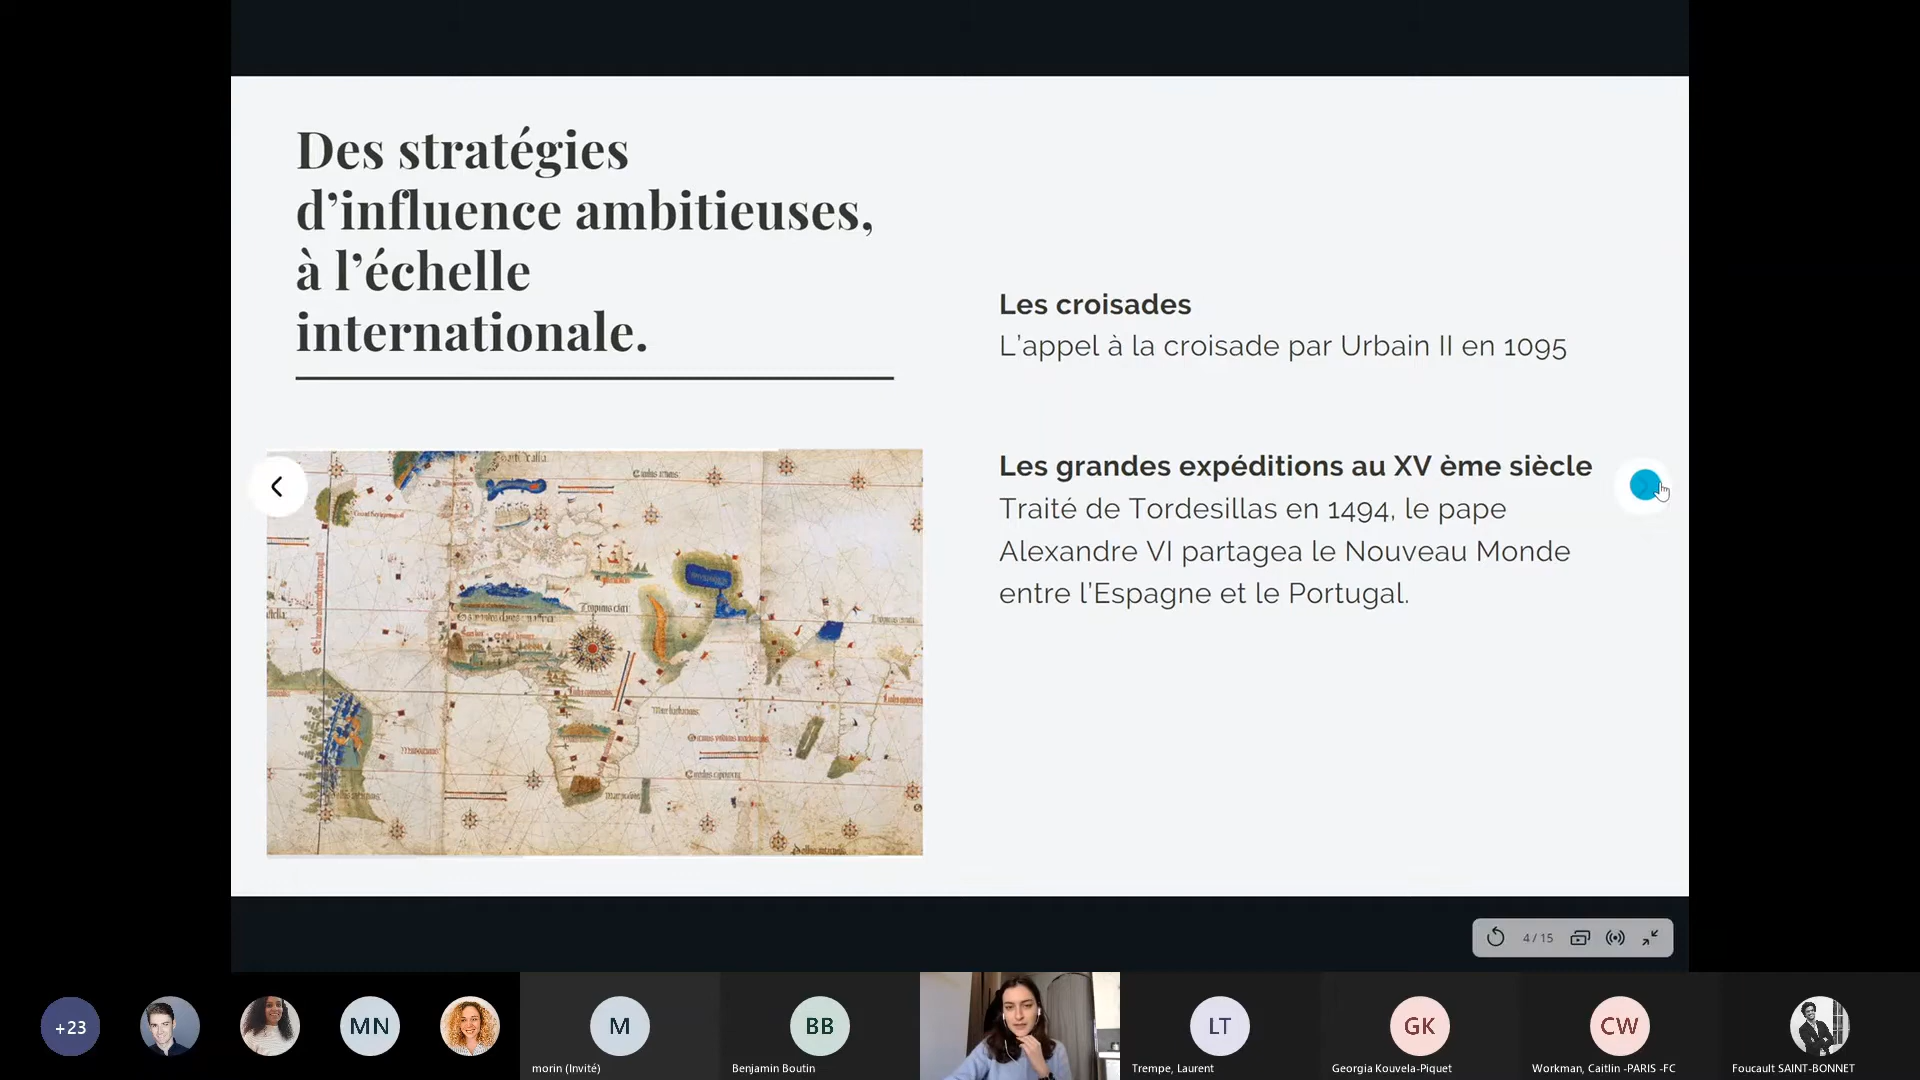 Des stratégies
d’influence ambitieuses,
à l’échelle
internationale.
Les croisades
L’appel à la croisade par Urbain II en 1095
Les grandes expéditions au XV ème siècle
Traité de Tordesillas en 1494, le pape
Alexandre VI partagea le Nouveau Monde
entre l’Espagne et le Portugal.
4 / 15
+23
MN
M
morin (Invité)
BB
Benjamin Boutin
LT
Trempe, Laurent
GK
Georgia Kouvela-Piquet
CW
Workman, Caitlin -PARIS -FC
Foucault SAINT-BONNET